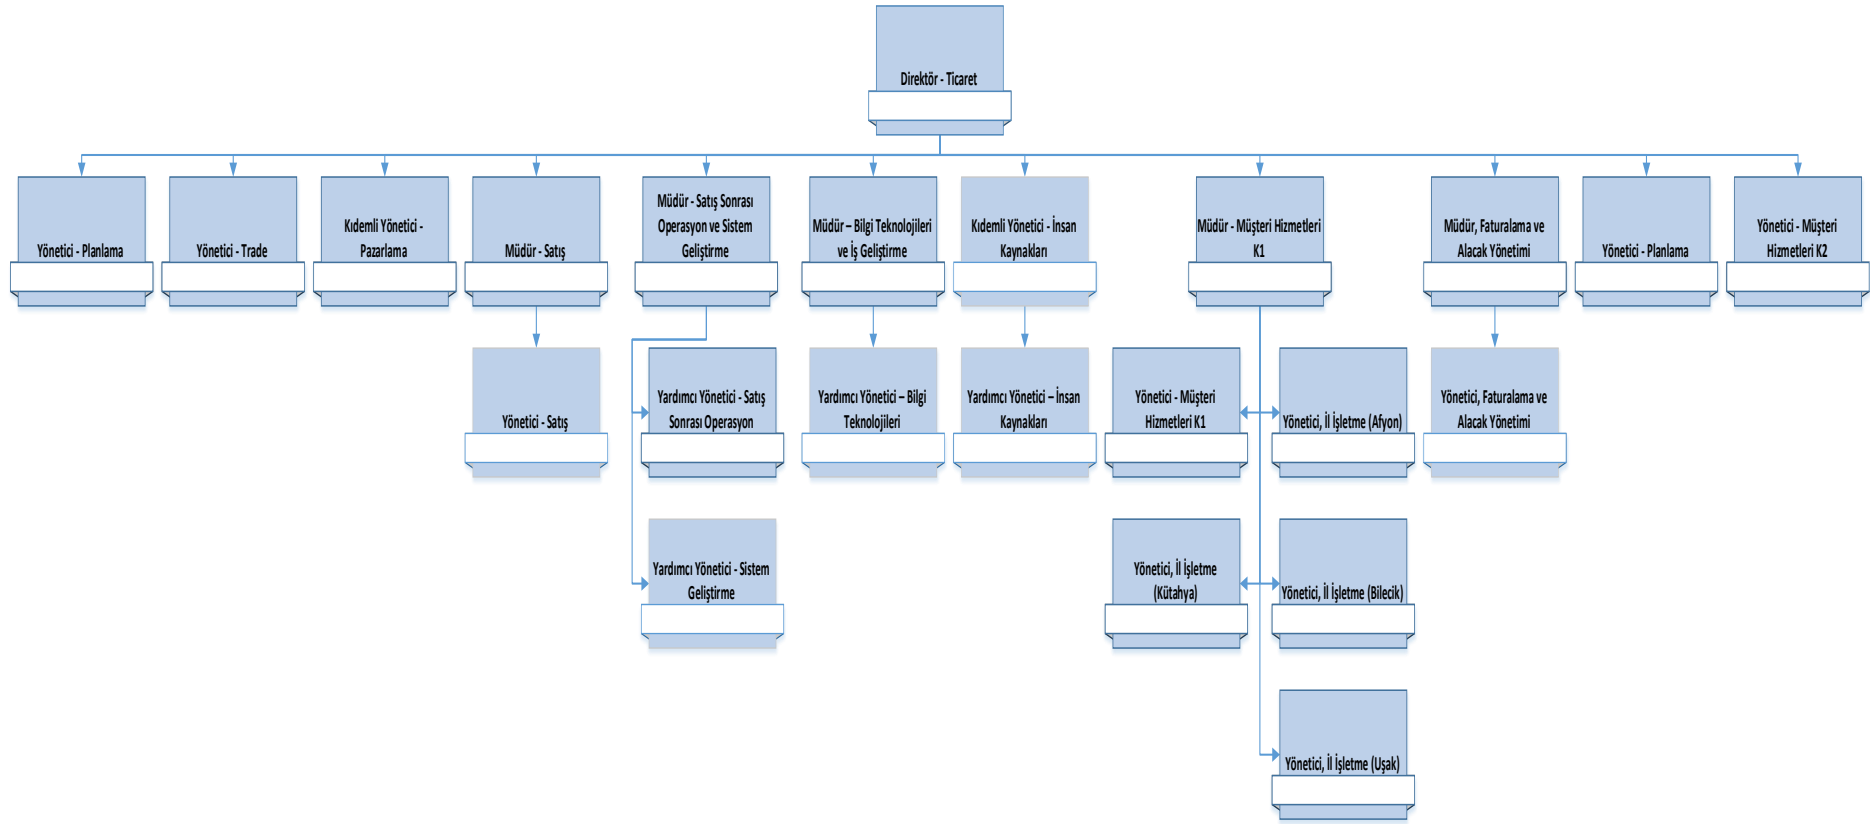 Direktör - Ticaret
Yönetici - Planlama
Yönetici - Trade
Kıdemli Yönetici -
Pazarlama
Müdür - Satış
Müdür - Satış Sonrası
Operasyon ve Sistem
Geliştirme
Müdür – Bilgi Teknolojileri
ve İş Geliştirme
Kıdemli Yönetici - İnsan
Kaynakları
Müdür - Müşteri Hizmetleri
K1
Müdür, Faturalama ve
Alacak Yönetimi
Yönetici - Planlama
Yönetici - Müşteri
Hizmetleri K2
Yönetici - Satış
Yardımcı Yönetici - Satış
Sonrası Operasyon
Yardımcı Yönetici – Bilgi
Teknolojileri
Yardımcı Yönetici – İnsan
Kaynakları
Yönetici - Müşteri
Hizmetleri K1
Yönetici, İl İşletme (Afyon)
Yönetici, Faturalama ve
Alacak Yönetimi
Yardımcı Yönetici - Sistem
Geliştirme
Yönetici, İl İşletme
(Kütahya)
Yönetici, İl İşletme (Bilecik)
Yönetici, İl İşletme (Uşak)